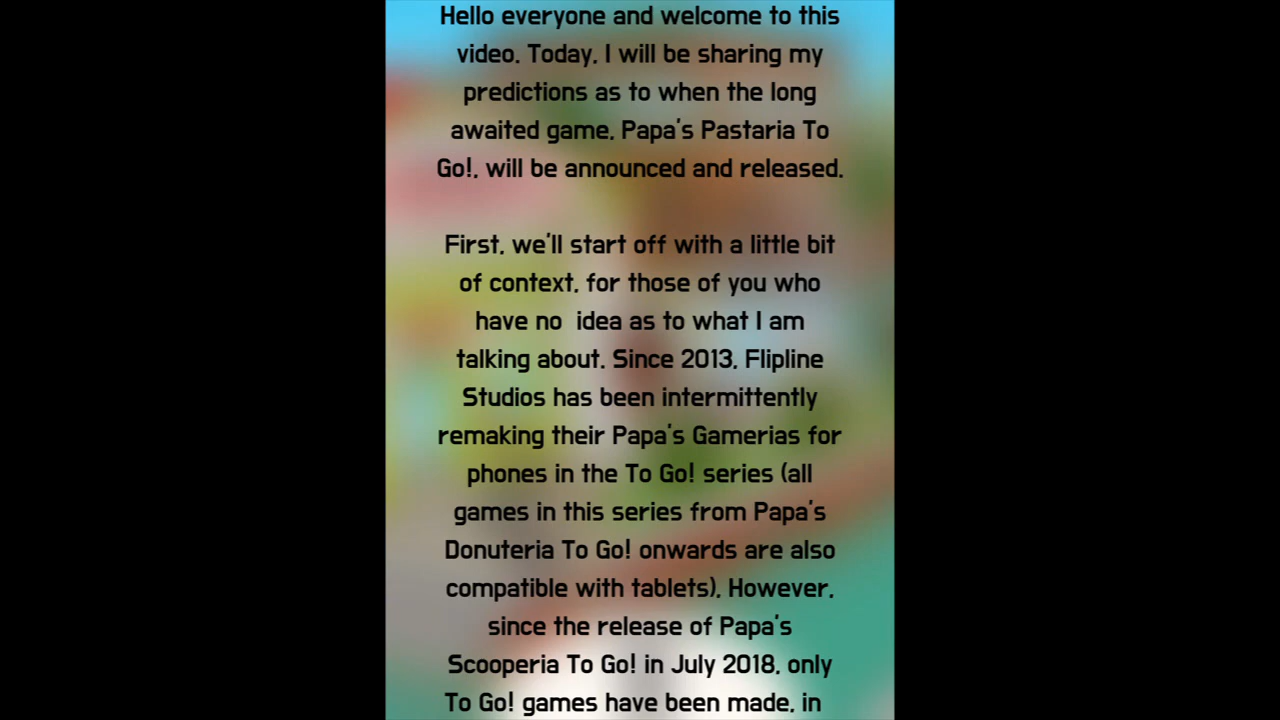 Hello everyone and welcome to this
video. Today, I will be sharing my
predictions as to when the long
awaited game, Papa's Pastaria To
Go!, will be announced and released.
First, we'll start off with a little bit
of context, for those of you who
have no  idea as to what I am
talking about. Since 2013, Flipline
Studios has been intermittently
remaking their Papa's Gamerias for
phones in the To Go! series (all
games in this series from Papa's
Donuteria To Go! onwards are also
compatible with tablets). However,
since the release of Papa's
Scooperia To Go! in July 2018, only
To Go! games have been made, in